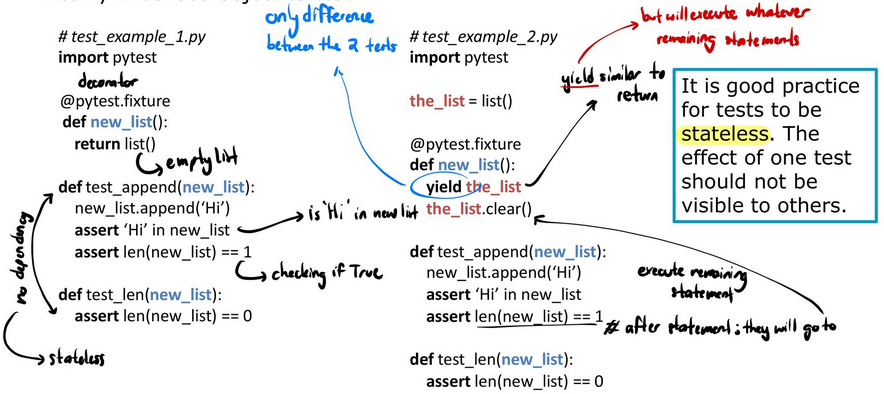 only difference
between the 2 tests
but will execute whatever
remaining statements
# test_example_1.py
import pytest
decorator
@pytest.fixture
def new_list():
return list()
empty list
def test_append(new_list):
new_list.append('Hi')
assert 'Hi' in new_list
is 'Hi' in new list
assert len(new_list) == 1
checking if True
no dependency
def test_len(new_list):
assert len(new_list) == 0
stateless
# test_example_2.py
import pytest
yield similar to
return
the_list = list()
@pytest.fixture
def new_list():
yield the_list
the_list.clear()
def test_append(new_list):
new_list.append('Hi')
assert 'Hi' in new_list
assert len(new_list) == 1
execute remaining
statement
# after statement; they will go to
def test_len(new_list):
assert len(new_list) == 0
It is good practice
for tests to be
stateless. The
effect of one test
should not be
visible to others.